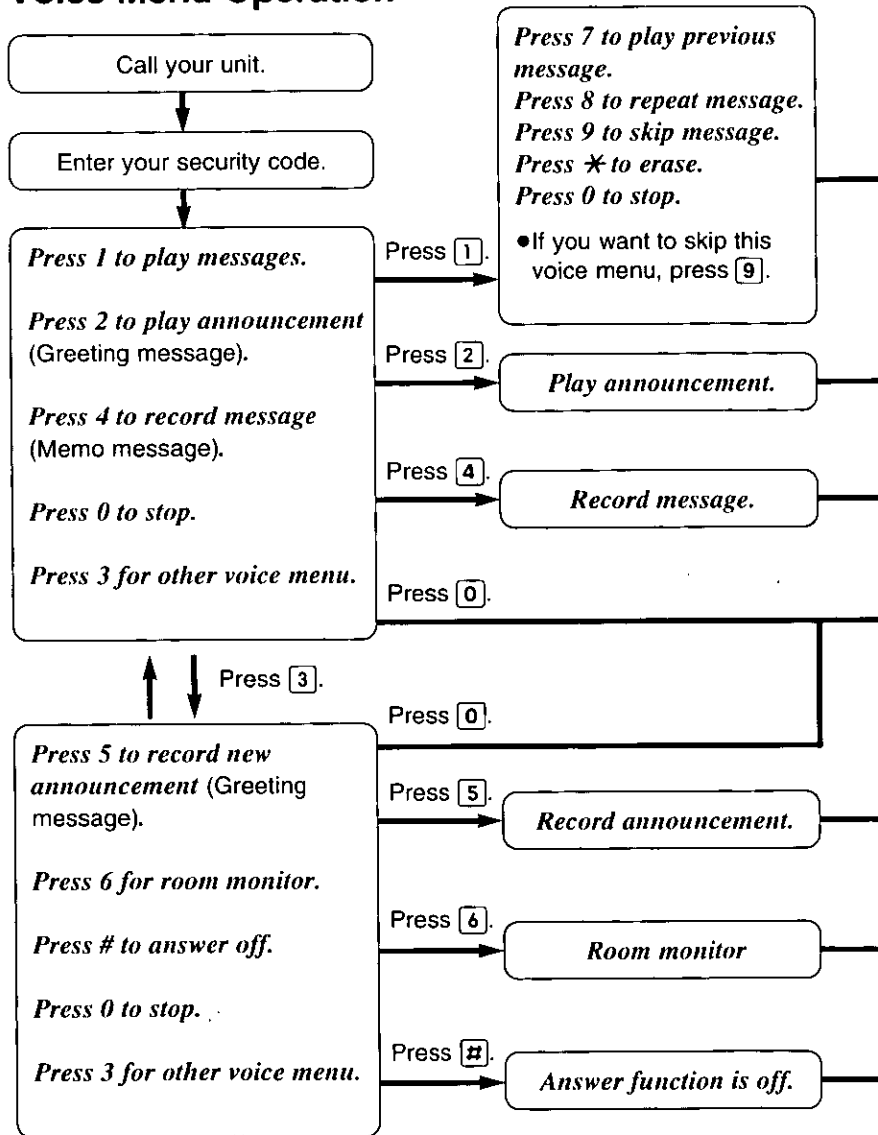 Voice Menu Operation
Call your unit.
Enter your security code.
Press 1 to play messages.
Press 2 to play announcement
(Greeting message).
Press 4 to record message
(Memo message).
Press 0 to stop.
Press 3 for other voice menu.
Press 1.
Press 7 to play previous
message.
Press 8 to repeat message.
Press 9 to skip message.
Press * to erase.
Press 0 to stop.
●If you want to skip this
voice menu, press 9.
Press 2.
Play announcement.
Press 4.
Record message.
Press 0.
Press 3.
Press 5 to record new
announcement (Greeting
message).
Press 6 for room monitor.
Press # to answer off.
Press 0 to stop.
Press 3 for other voice menu.
Press 0.
Press 5.
Record announcement.
Press 6.
Room monitor
Press #.
Answer function is off.